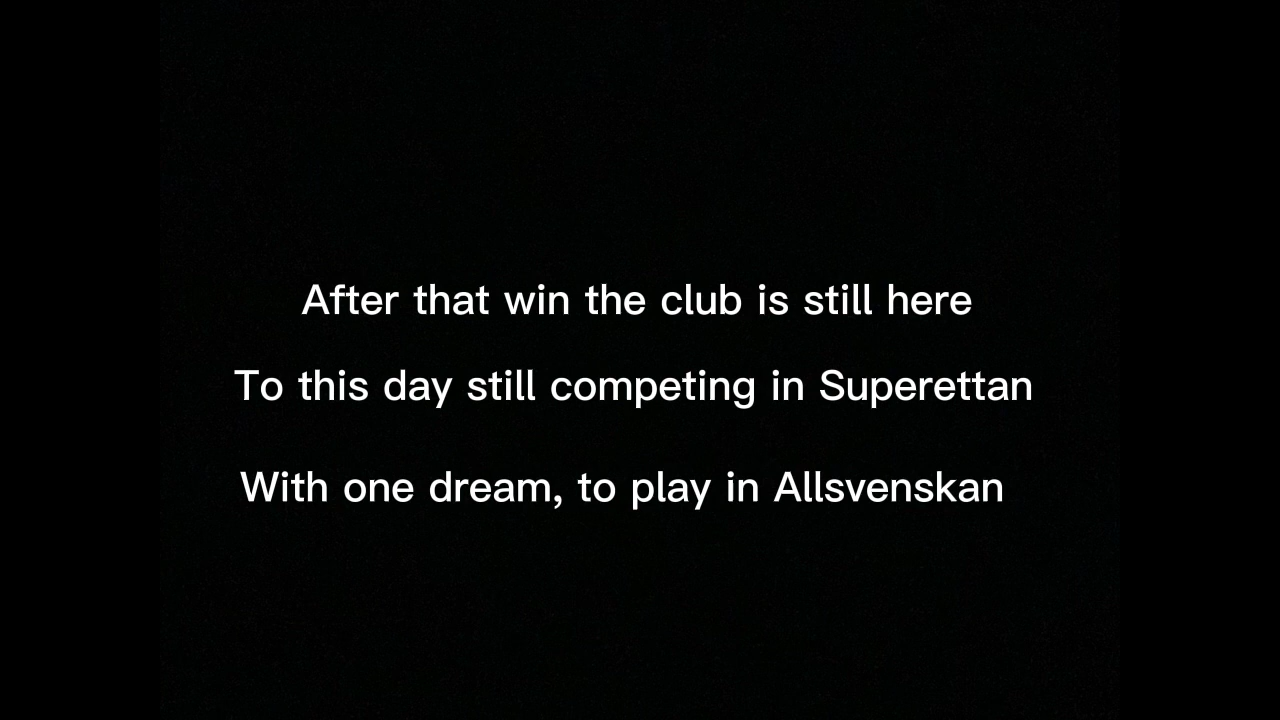 After that win the club is still here
To this day still competing in Superettan
With one dream, to play in Allsvenskan